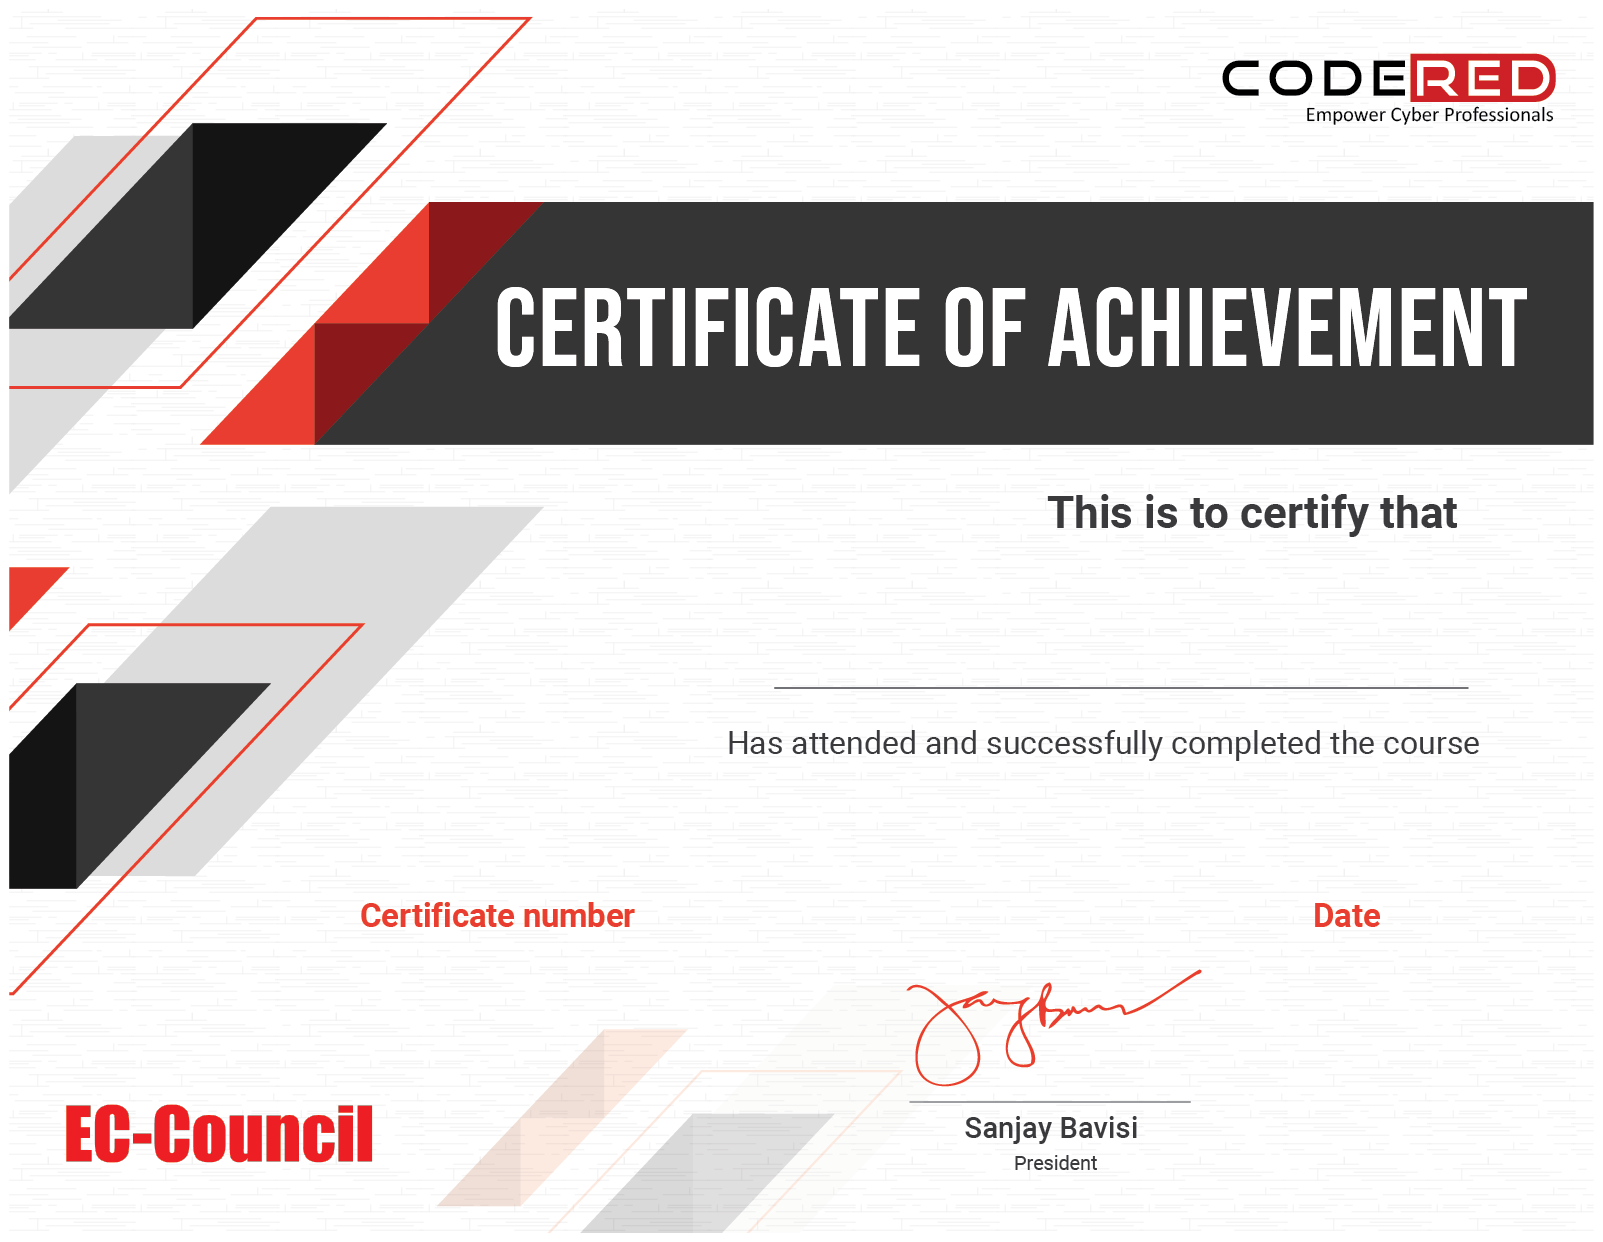 CODERED
Empower Cyber Professionals
CERTIFICATE OF ACHIEVEMENT
This is to certify that
Has attended and successfully completed the course
Certificate number
Date
Sanjay Bavisi
President
EC-Council